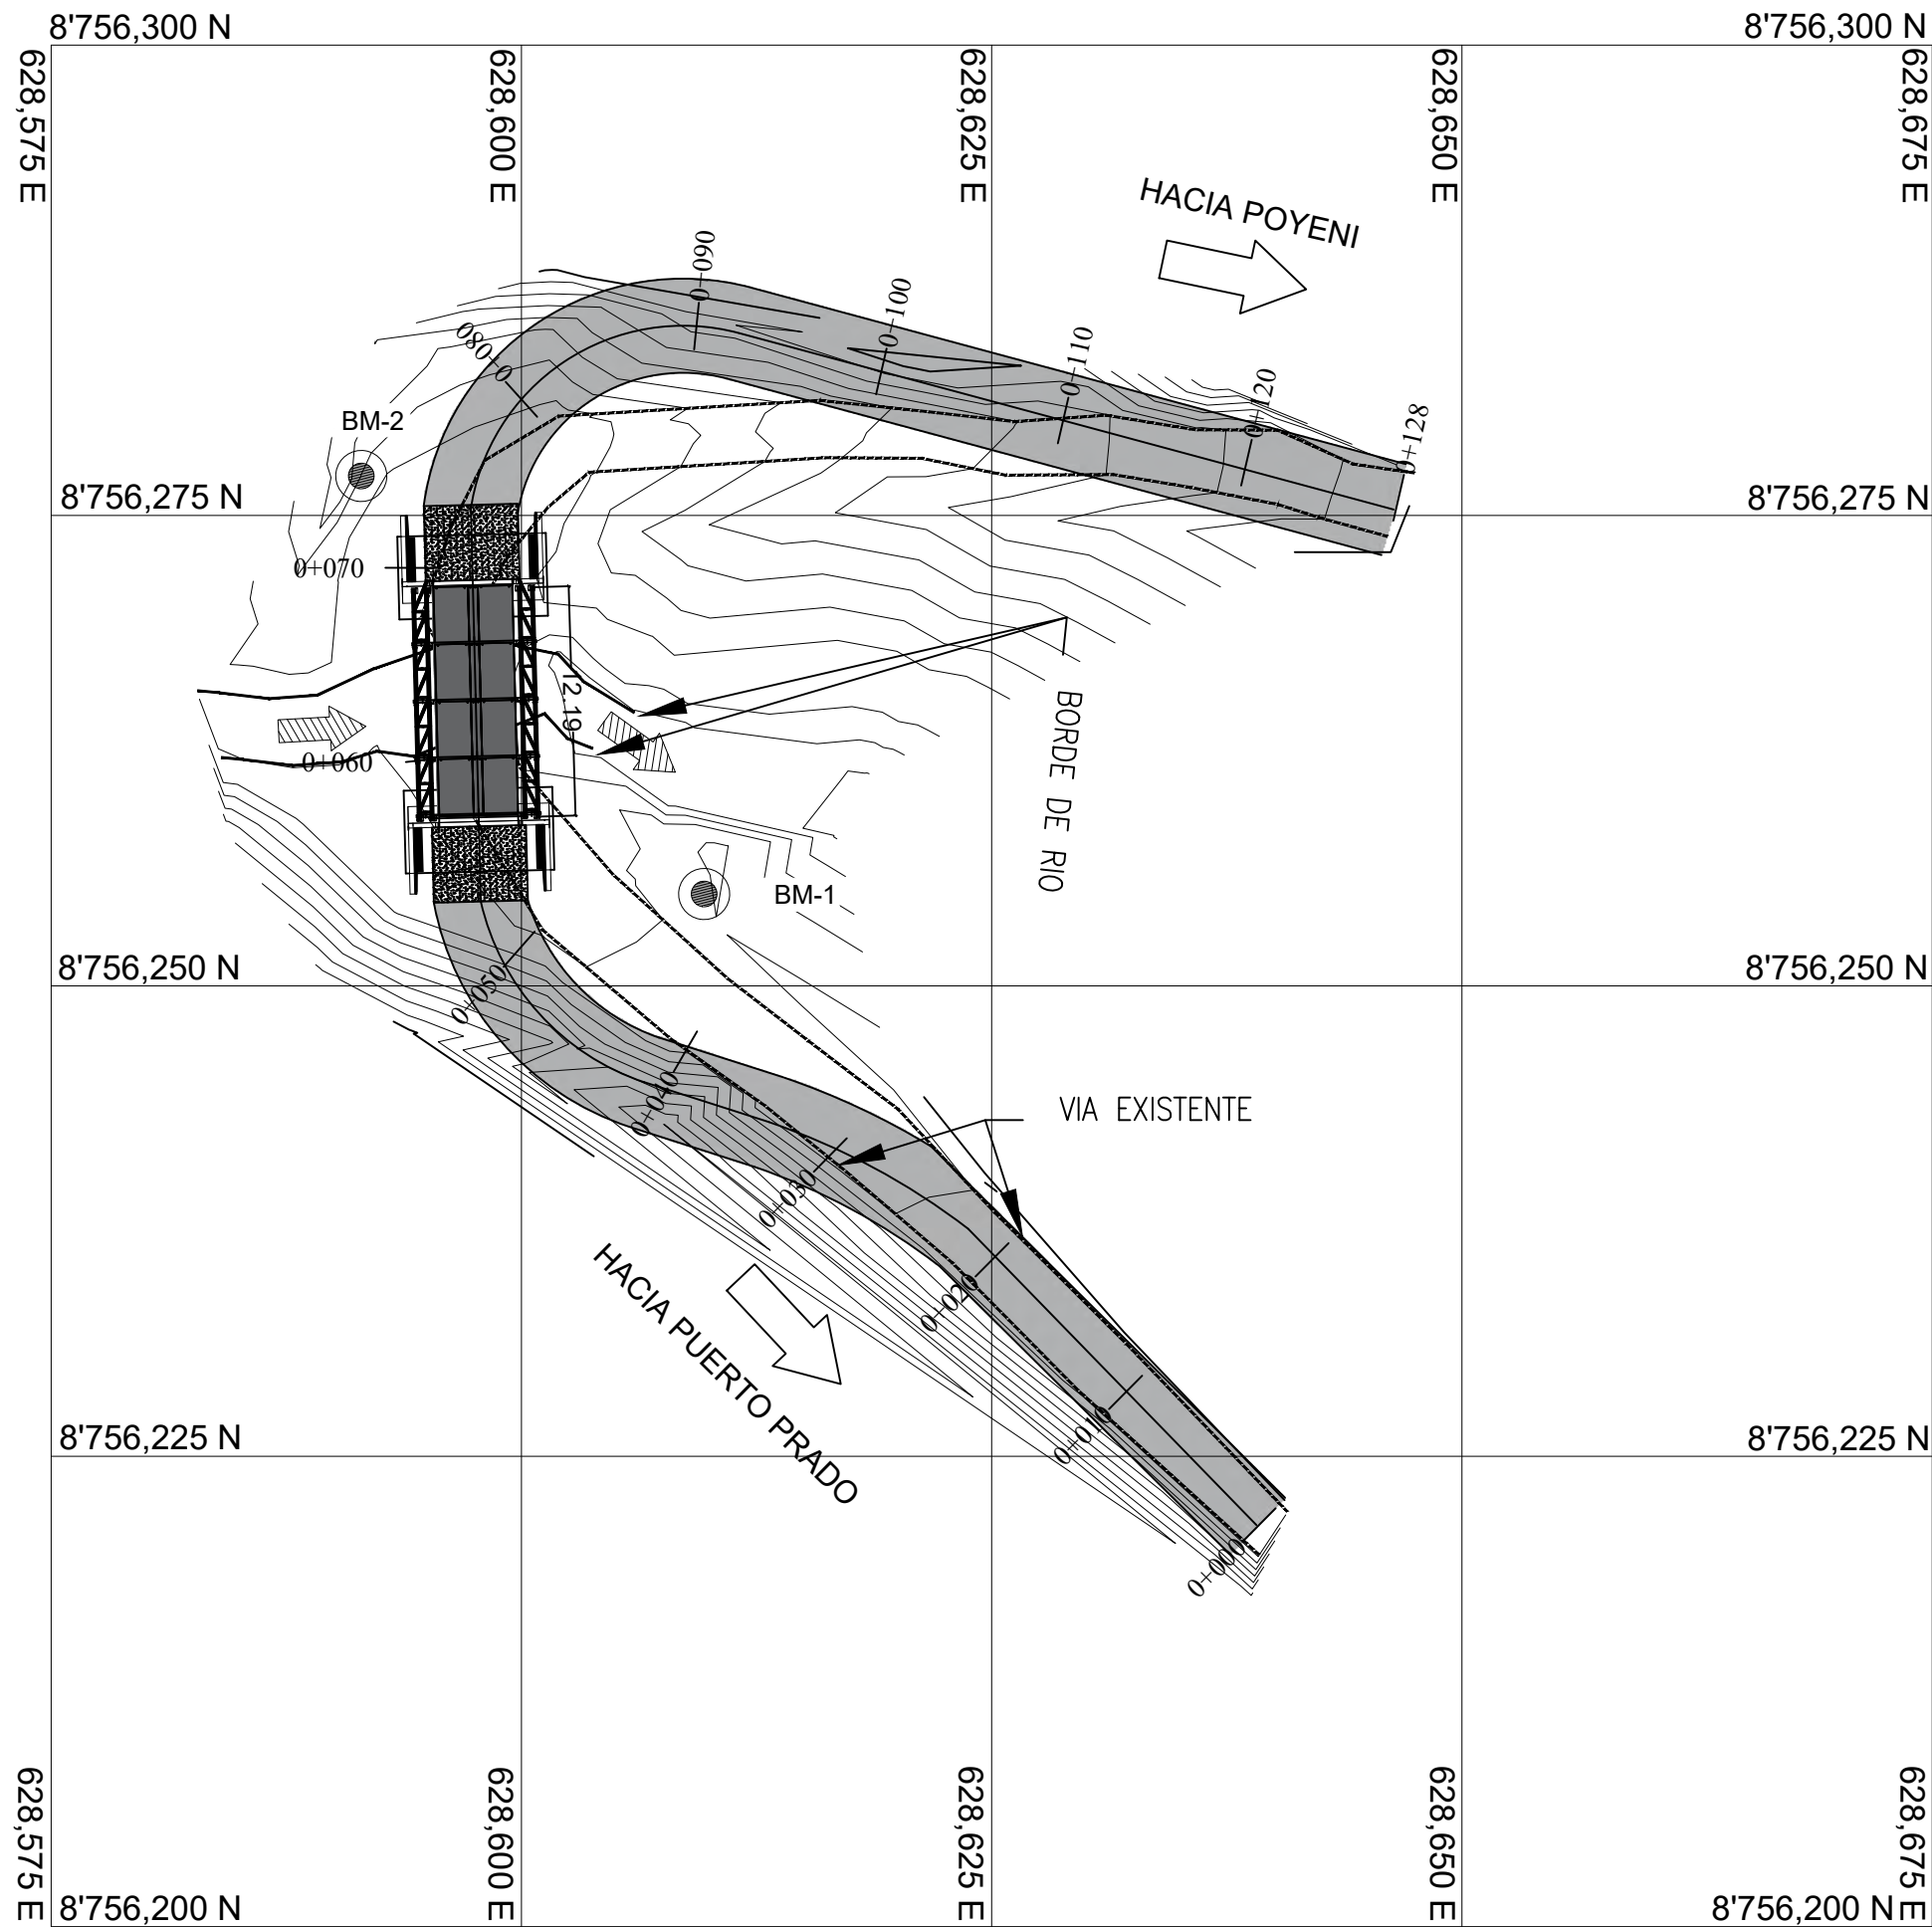 8'756,300 N
8'756,300 N
628,575 E
628,600 E
628,625 E
628,650 E
628,675 E
HACIA POYENI
0+090
0+100
0+080
0+110
0+120
0+128
BM-2
8'756,275 N
8'756,275 N
0+070
12.19
BORDE DE RIO
0+060
BM-1
8'756,250 N
8'756,250 N
0+050
0+040
VIA EXISTENTE
0+030
HACIA PUERTO PRADO
0+020
0+010
8'756,225 N
8'756,225 N
0+000
628,575 E
628,600 E
628,625 E
628,650 E
628,675 E
8'756,200 N
8'756,200 N